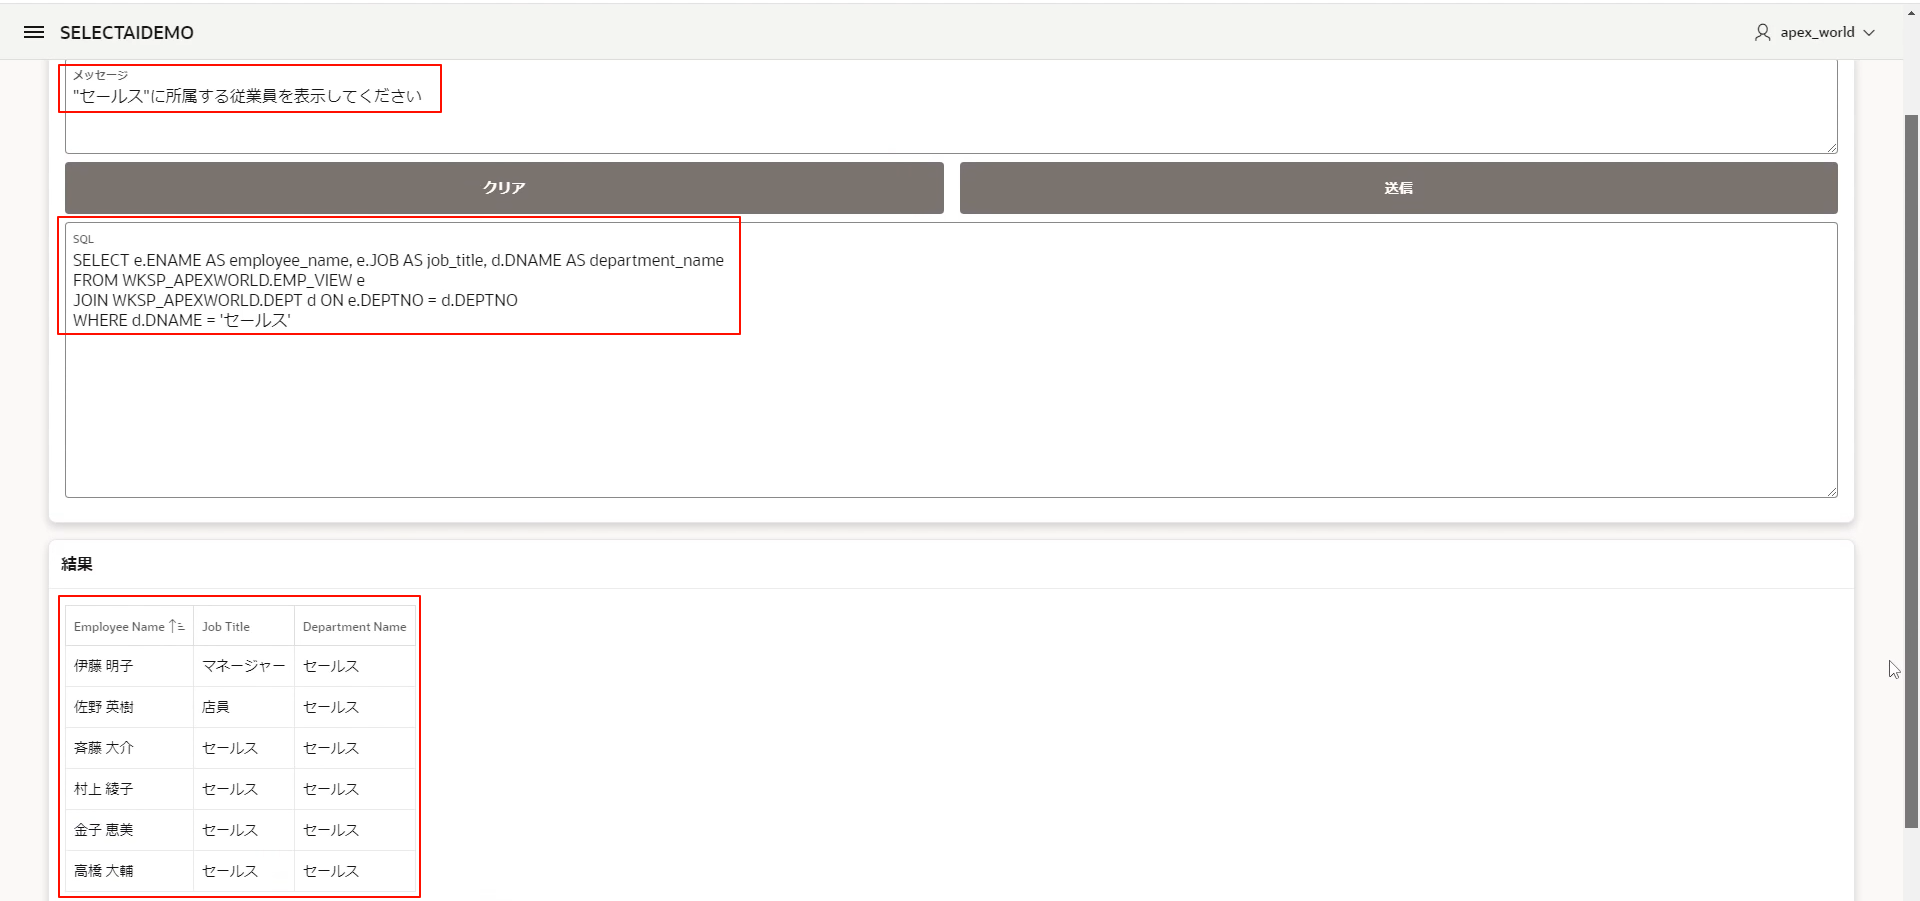 SELECTAIDEMO
apex_world
メッセージ
"セールス"に所属する従業員を表示してください
クリア
送信
SQL
SELECT e.ENAME AS employee_name, e.JOB AS job_title, d.DNAME AS department_name
FROM WKSP_APEXWORLD.EMP_VIEW e
JOIN WKSP_APEXWORLD.DEPT d ON e.DEPTNO = d.DEPTNO
WHERE d.DNAME = 'セールス'
結果
Employee Name Job Title Department Name
伊藤 明子 マネージャー セールス
佐野 英樹 店員 セールス
斉藤 大介 セールス セールス
村上 綾子 セールス セールス
金子 恵美 セールス セールス
高橋 大輔 セールス セールス